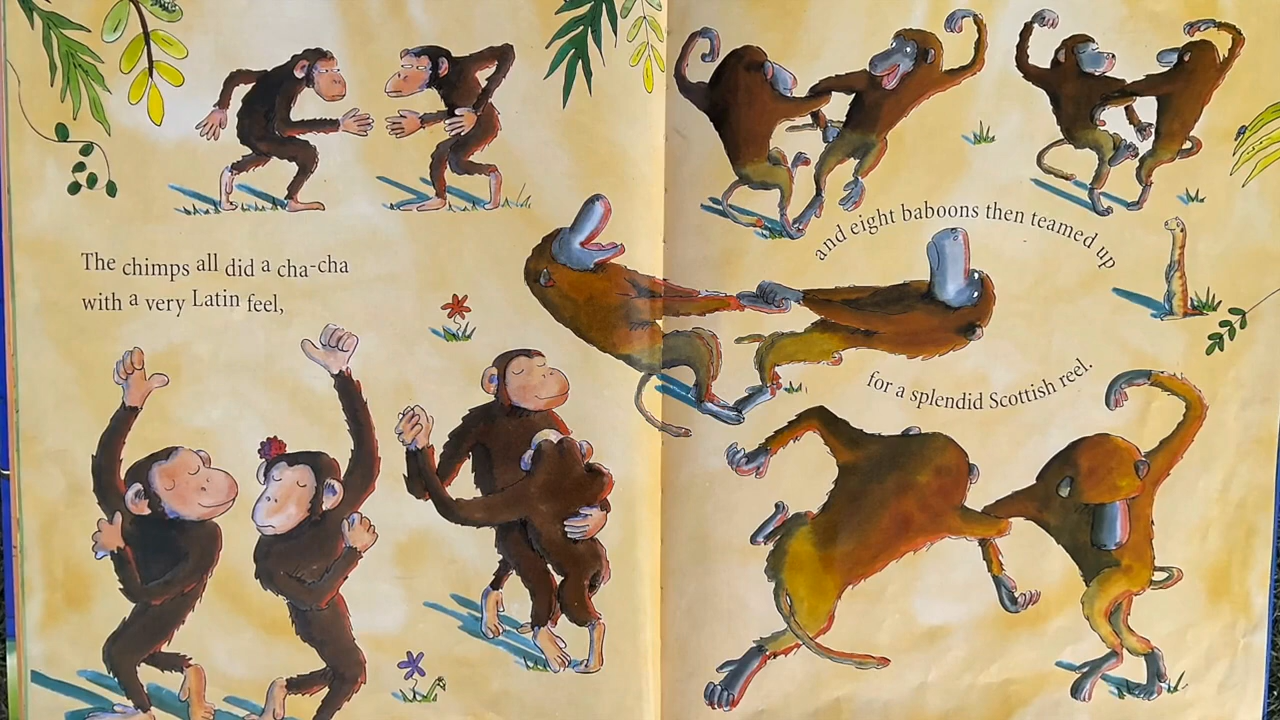 The chimps all did a cha-cha
with a very Latin feel,
and eight baboons then teamed up
for a splendid Scottish reel.